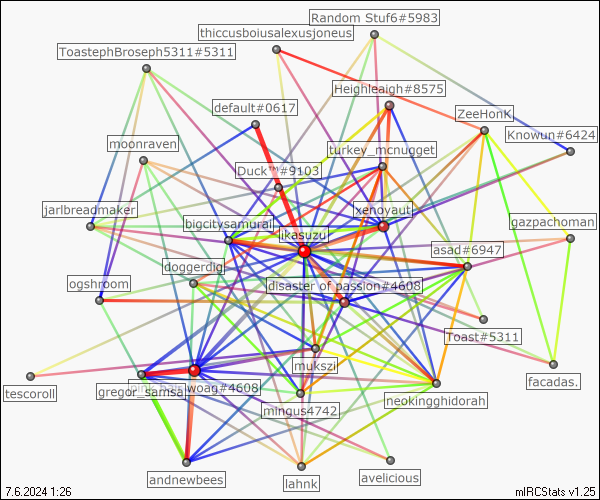 Random Stuf6#5983
thiccusboiusalexusjoneus
ToastephBroseph5311#5311
Heighleaigh#8575
default#0617
ZeeHonK
Knowun#6424
moonraven
turkey_mcnugget
Duck™#9103
jarlbreadmaker
xenoyaut
bigcitysamurai
gazpachoman
likasuzu
asad#6947
doggerdig
ogshroom
disaster of passion#4608
Toast#5311
mukszi
facadas.
tescoroll
woag#4608
gregor_samsa
neokingghidorah
mingus4742
andnewbees
lahnk
avelicious
7.6.2024 1:26
mIRCStats v1.25